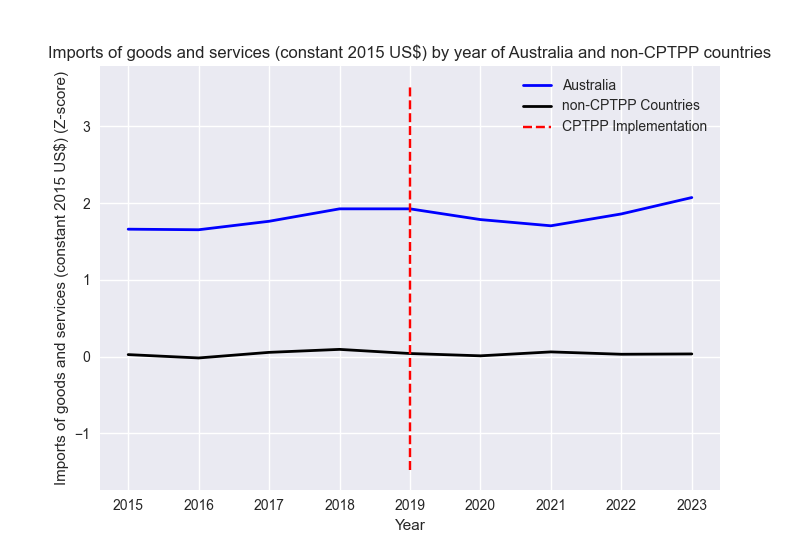 Imports of goods and services (constant 2015 US$) by year of Australia and non-CPTPP countries
Imports of goods and services (constant 2015 US$) (Z-score)
3
2
1
0
−1
Australia
non-CPTPP Countries
CPTPP Implementation
2015 2016 2017 2018 2019 2020 2021 2022 2023
Year